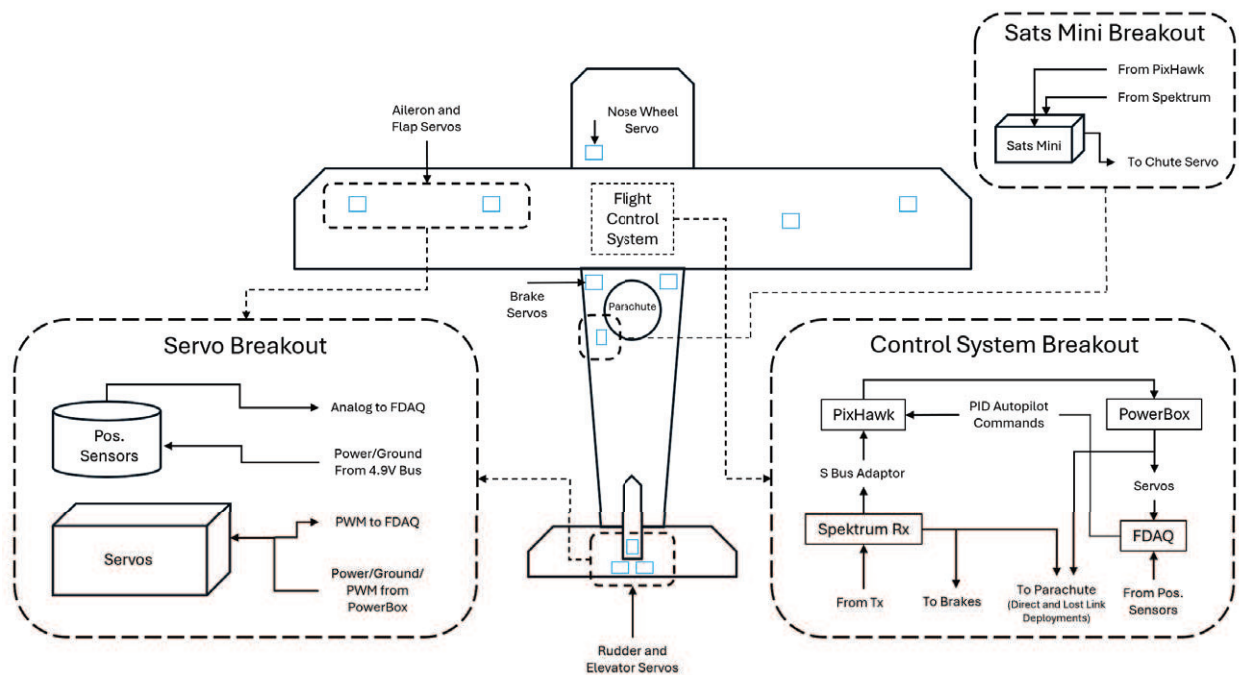 Sats Mini Breakout
From PixHawk
From Spektrum
Sats Mini
To Chute Servo
Aileron and
Flap Servos
Nose Wheel
Servo
Flight
Control
System
Brake
Servos
Parachute
Servo Breakout
Analog to FDAQ
Pos.
Sensors
Power/Ground
From 4.9V Bus
PWM to FDAQ
Servos
Power/Ground/
PWM from
PowerBox
Rudder and
Elevator Servos
Control System Breakout
PixHawk
PID Autopilot
Commands
PowerBox
S Bus Adaptor
Servos
Spektrum Rx
FDAQ
From Tx
To Brakes
To Parachute
(Direct and Lost Link
Deployments)
From Pos.
Sensors